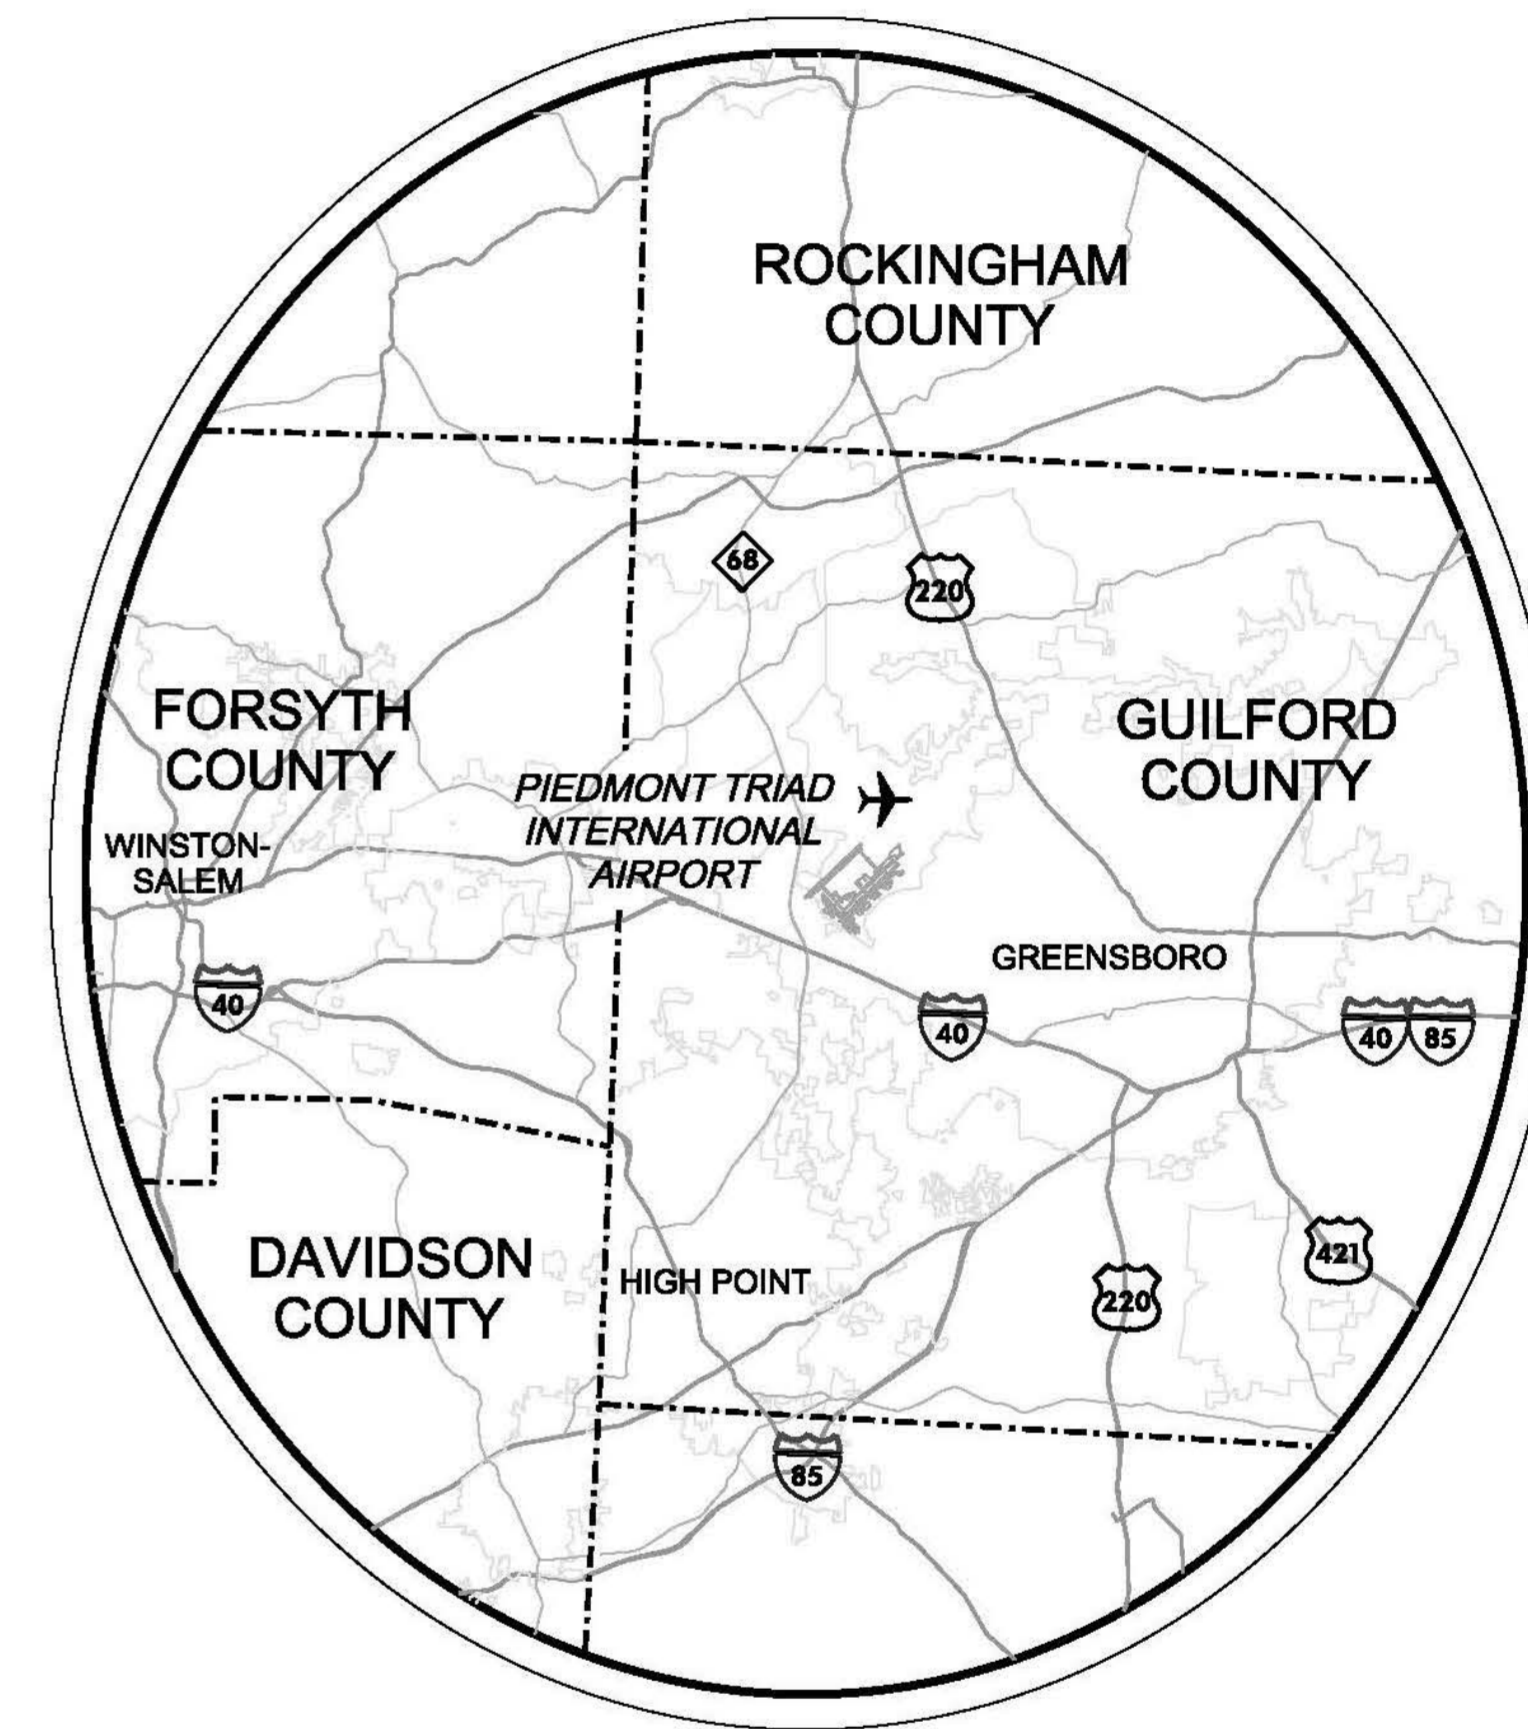 ROCKINGHAM
COUNTY
68
220
FORSYTH
COUNTY
GUILFORD
COUNTY
PIEDMONT TRIAD
INTERNATIONAL
AIRPORT
WINSTON-
SALEM
GREENSBORO
40
40
40 85
DAVIDSON
COUNTY
HIGH POINT
421
220
85